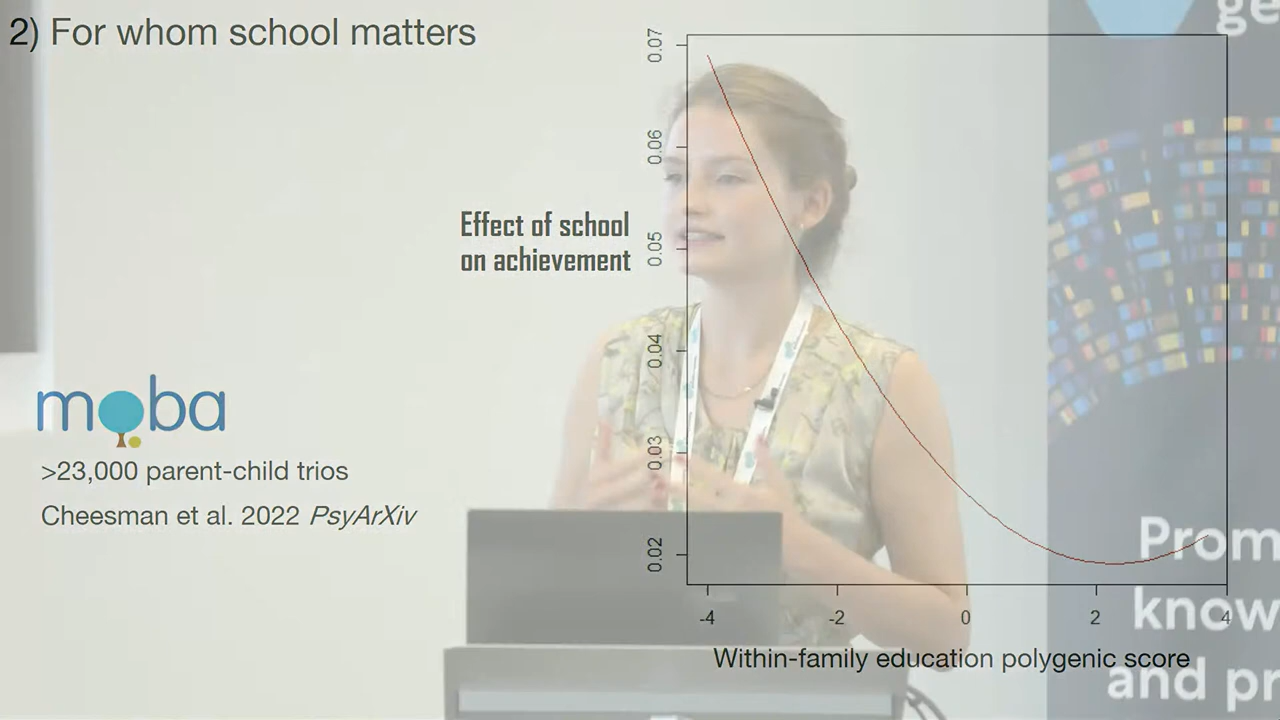 2) For whom school matters
ge
0.07
0.06
Effect of school
on achievement
0.05
0.04
0.03
0.02
moba
>23,000 parent-child trios
Cheesman et al. 2022 PsyArXiv
-4
-2
0
2
4
Within-family education polygenic score
Prom
know
and pr